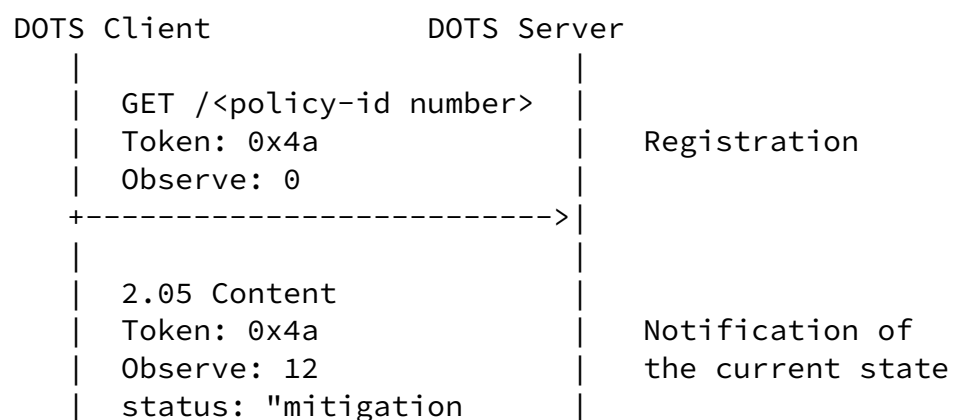 DOTS Client                 DOTS Server
|                                         |
|  GET /<policy-id number>  |
|  Token: 0x4a                     |     Registration
|  Observe: 0                       |
+-------------------------->|
|                                         |
|  2.05 Content                   |
|  Token: 0x4a                     |     Notification of
|  Observe: 12                     |     the current state
|  status: "mitigation            |